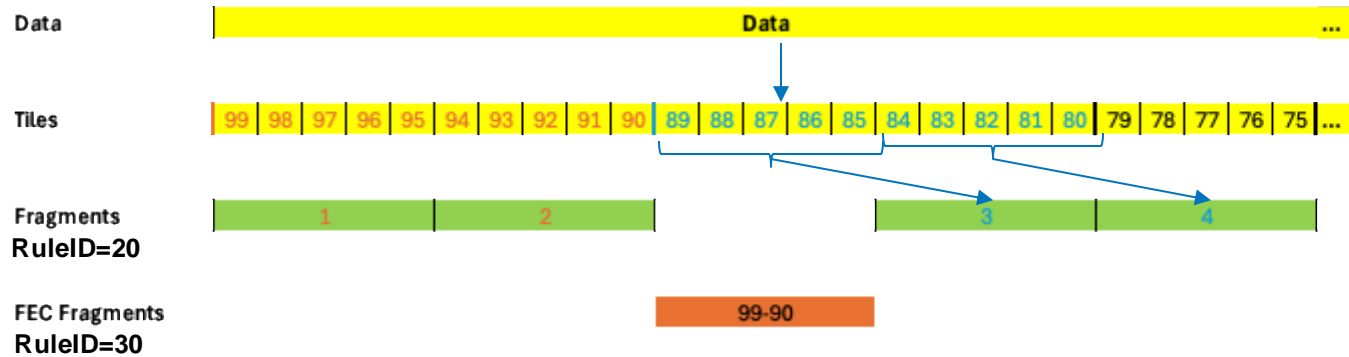 Data
Data
...
Tiles
99 98 97 96 95 94 93 92 91 90 89 88 87 86 85 84 83 82 81 80 79 78 77 76 75 ...
Fragments
RuleID=20
1 2 3 4
FEC Fragments
RuleID=30
99-90